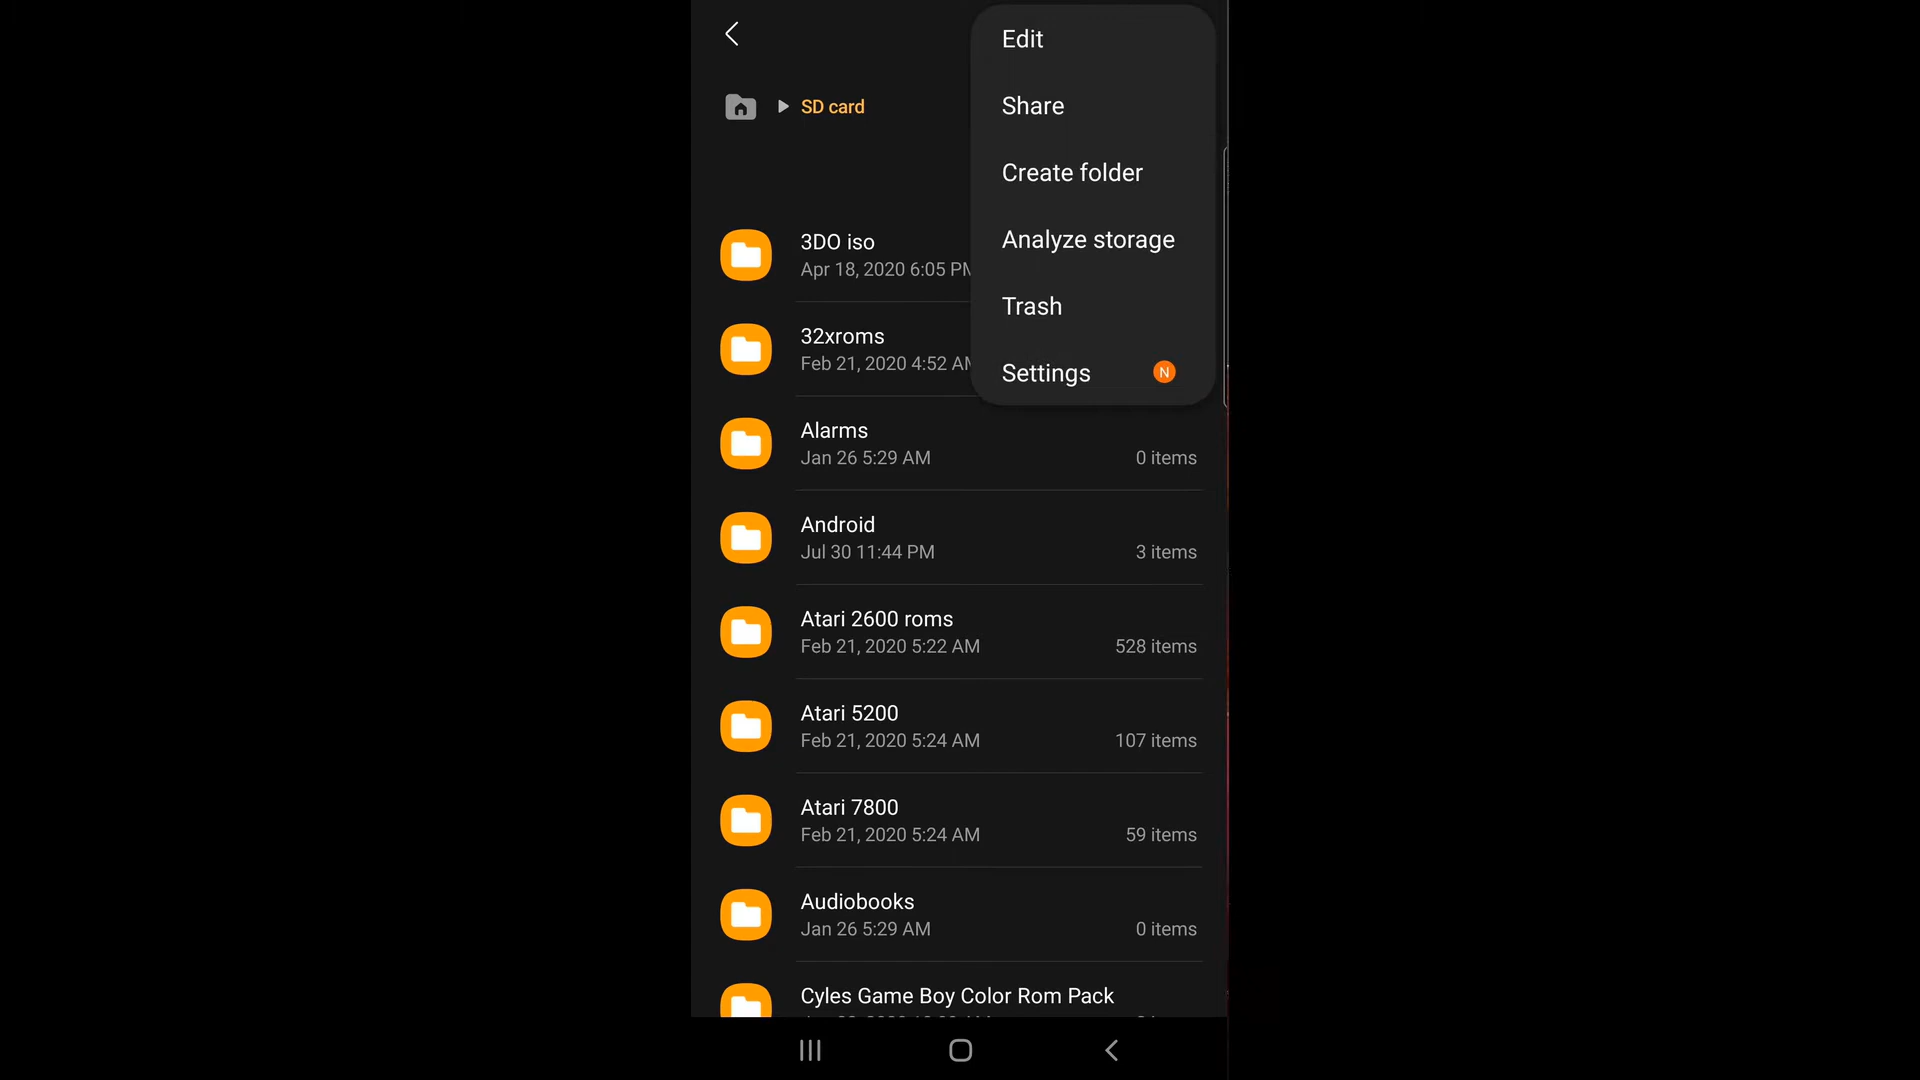 Edit
SD card
Share
Create folder
Analyze storage
Trash
Settings N
3DO iso
Apr 18, 2020 6:05 PM
32xroms
Feb 21, 2020 4:52 AM
Alarms
Jan 26 5:29 AM 0 items
Android
Jul 30 11:44 PM 3 items
Atari 2600 roms
Feb 21, 2020 5:22 AM 528 items
Atari 5200
Feb 21, 2020 5:24 AM 107 items
Atari 7800
Feb 21, 2020 5:24 AM 59 items
Audiobooks
Jan 26 5:29 AM 0 items
Cyles Game Boy Color Rom Pack